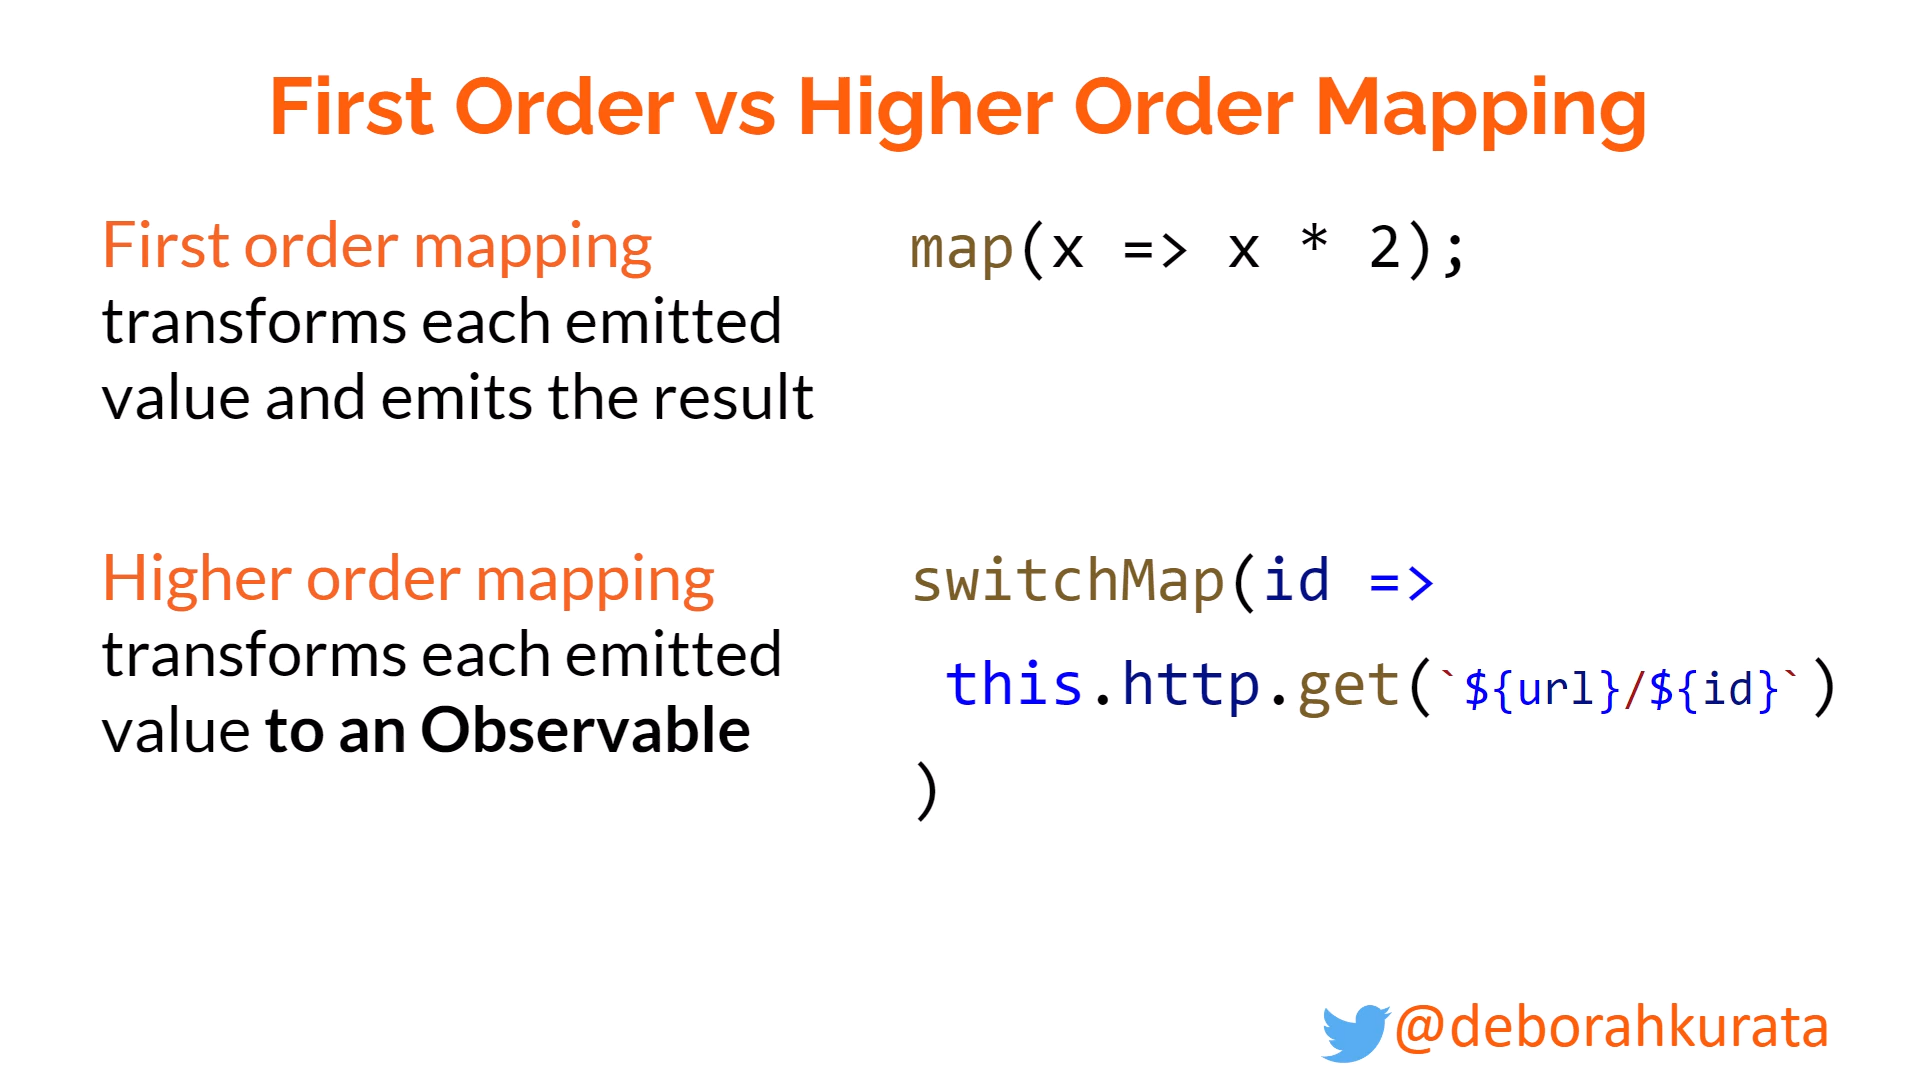 First Order vs Higher Order Mapping
First order mapping
transforms each emitted
value and emits the result
map(x => x * 2);
Higher order mapping
transforms each emitted
value to an Observable
switchMap(id =>
this.http.get(`${url}/${id}`)
)
@deborahkurata